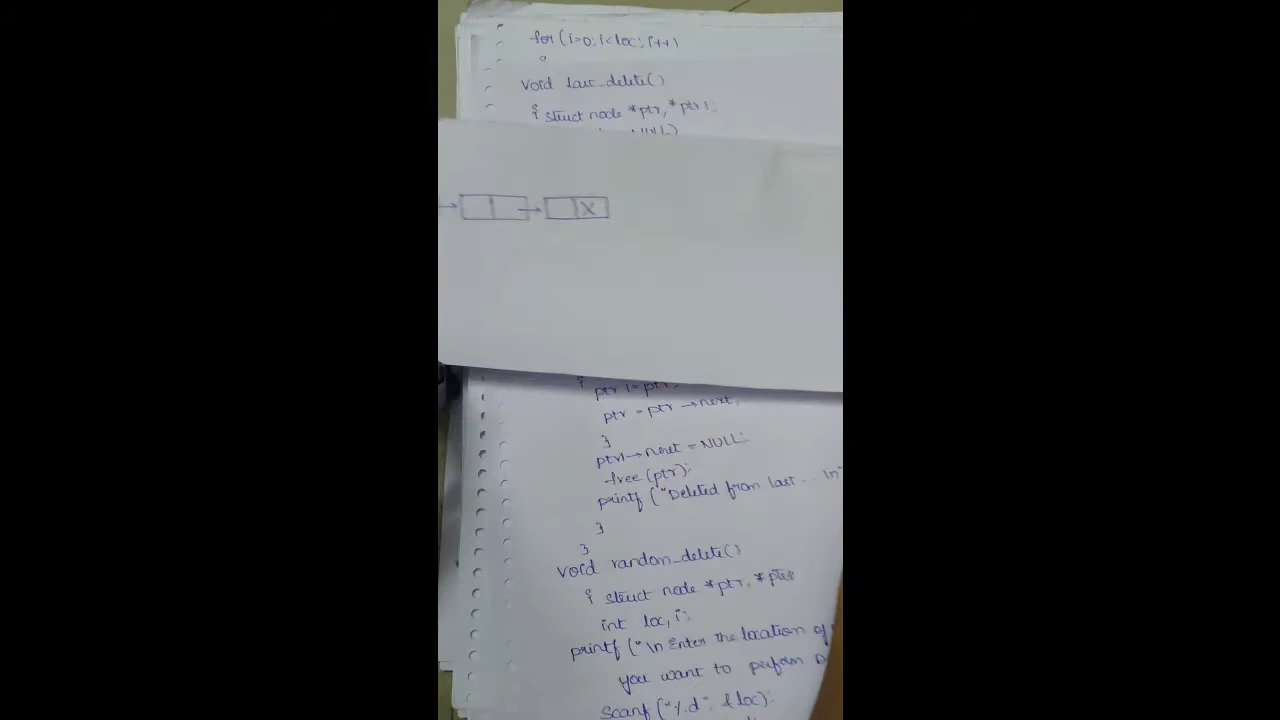 for (i=0; i<loc; i++)
void last_delete()
{ struct node *ptr, *ptr1;
X
{ ptr1=ptr;
ptr = ptr →next;
}
ptr1→next = NULL;
free (ptr);
printf ("Deleted from last ... \n"
}
}
void random_delete()
{ struct node *ptr, *ptr1
int loc, i;
printf ("\n Enter the location of
you want to perform
scanf ("%d", &loc);